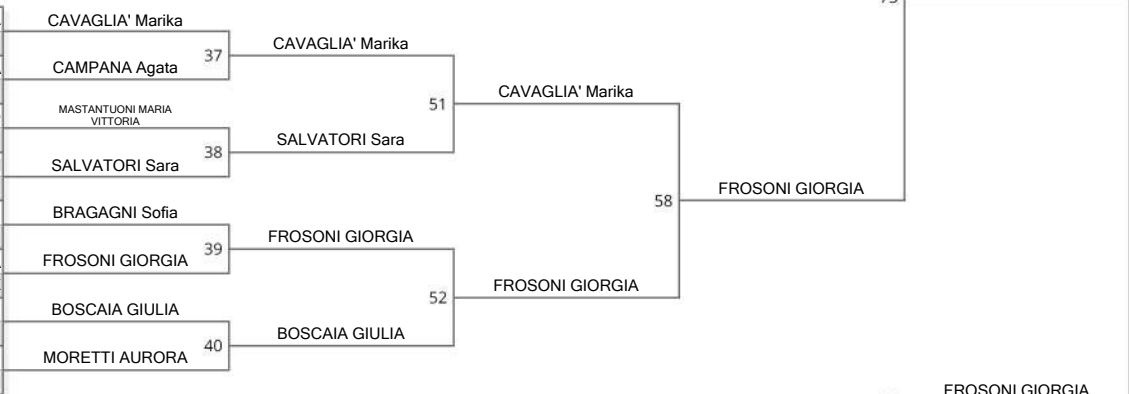 CAVAGLIA' Marika
37
CAVAGLIA' Marika
CAMPANA Agata
CAVAGLIA' Marika
51
MASTANTUONI MARIA
VITTORIA
38
SALVATORI Sara
SALVATORI Sara
FROSONI GIORGIA
58
BRAGAGNI Sofia
39
FROSONI GIORGIA
FROSONI GIORGIA
FROSONI GIORGIA
52
BOSCAIA GIULIA
40
BOSCAIA GIULIA
MORETTI AURORA
FROSONI GIORGIA